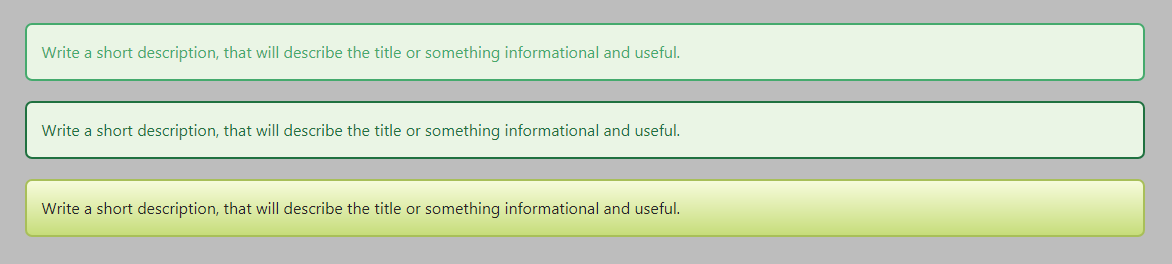 Write a short description, that will describe the title or something informational and useful.
Write a short description, that will describe the title or something informational and useful.
Write a short description, that will describe the title or something informational and useful.